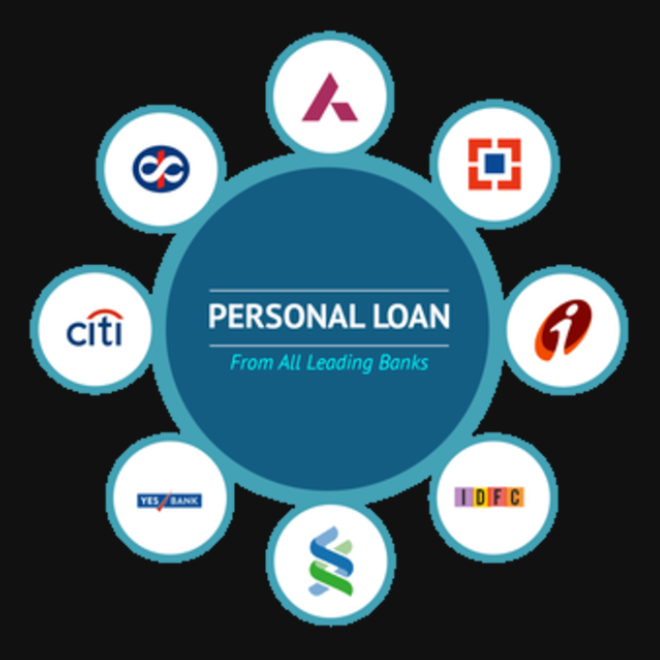 PERSONAL LOAN
From All Leading Banks
citi
i
YES BANK
IDFC